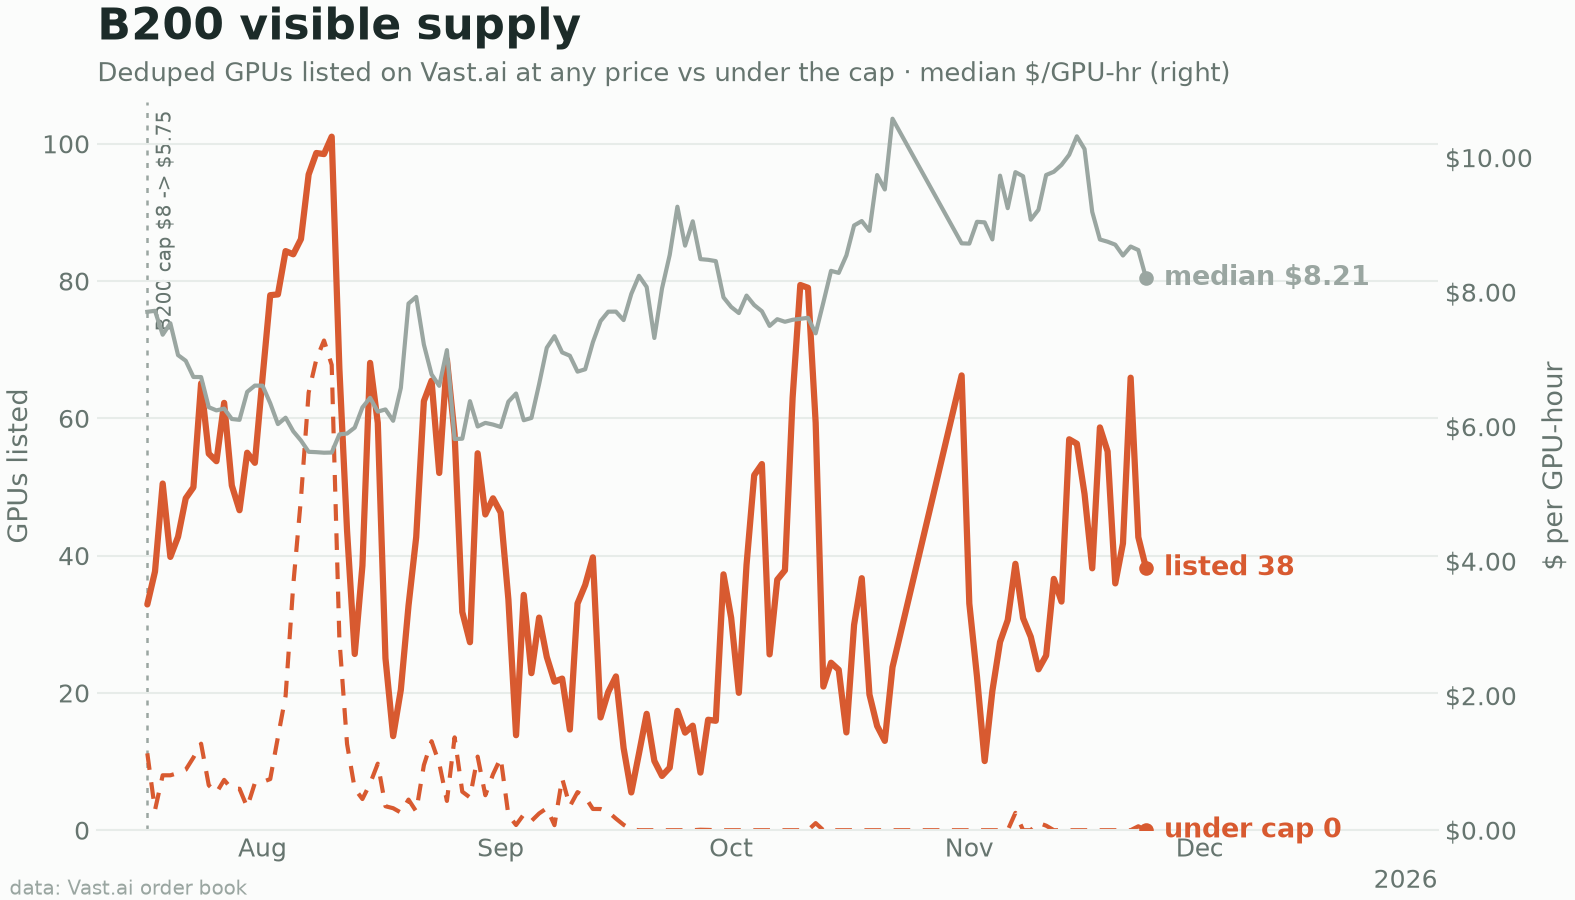 B200 visible supply
Deduped GPUs listed on Vast.ai at any price vs under the cap · median $/GPU-hr (right)
B200 cap $8 -> $5.75
GPUs listed
100
80
60
40
20
0
$10.00
$8.00
$6.00
$4.00
$2.00
$0.00
$ per GPU-hour
median $8.21
listed 38
under cap 0
Aug
Sep
Oct
Nov
Dec
2026
data: Vast.ai order book